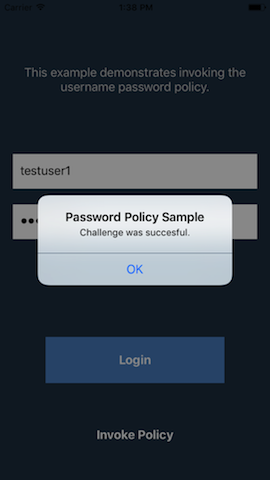 Carrier 1:58 PM
This example demonstrates invoking the
username password policy.
testuser1
Password Policy Sample
Challenge was succesful.
OK
Login
Invoke Policy